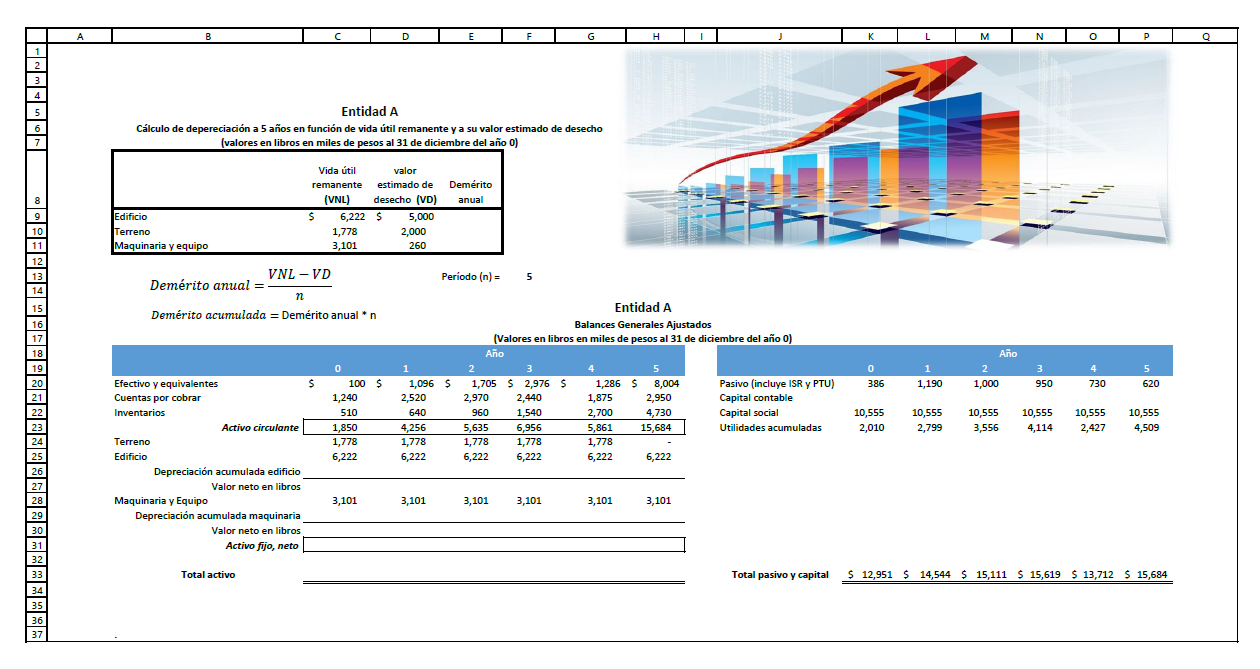 A B C D E F G H I J K L M N O P Q
1
2
3
4
5 Entidad A
6 Cálculo de depereciación a 5 años en función de vida útil remanente y a su valor estimado de desecho
7 (valores en libros en miles de pesos al 31 de diciembre del año 0)
Vida útil valor
remanente estimado de Demérito
8 (VNL) desecho (VD) anual
9 Edificio $ 6,222 $ 5,000
10 Terreno 1,778 2,000
11 Maquinaria y equipo 3,101 260
12
13 Demérito anual = VNL − VD Período (n) = 5
14 n
15 Entidad A
Demérito acumulada = Demérito anual * n
16 Balances Generales Ajustados
17 (Valores en libros en miles de pesos al 31 de diciembre del año 0)
18 Año Año
19 0 1 2 3 4 5 0 1 2 3 4 5
20 Efectivo y equivalentes $ 100 $ 1,096 $ 1,705 $ 2,976 $ 1,286 $ 8,004 Pasivo (incluye ISR y PTU) 386 1,190 1,000 950 730 620
21 Cuentas por cobrar 1,240 2,520 2,970 2,440 1,875 2,950 Capital contable
22 Inventarios 510 640 960 1,540 2,700 4,730 Capital social 10,555 10,555 10,555 10,555 10,555 10,555
23 Activo circulante 1,850 4,256 5,635 6,956 5,861 15,684 Utilidades acumuladas 2,010 2,799 3,556 4,114 2,427 4,509
24 Terreno 1,778 1,778 1,778 1,778 1,778 -
25 Edificio 6,222 6,222 6,222 6,222 6,222 6,222
26 Depreciación acumulada edificio
27 Valor neto en libros
28 Maquinaria y Equipo 3,101 3,101 3,101 3,101 3,101 3,101
29 Depreciación acumulada maquinaria
30 Valor neto en libros
31 Activo fijo, neto
32
33 Total activo Total pasivo y capital $ 12,951 $ 14,544 $ 15,111 $ 15,619 $ 13,712 $ 15,684
34
35
36
37 .